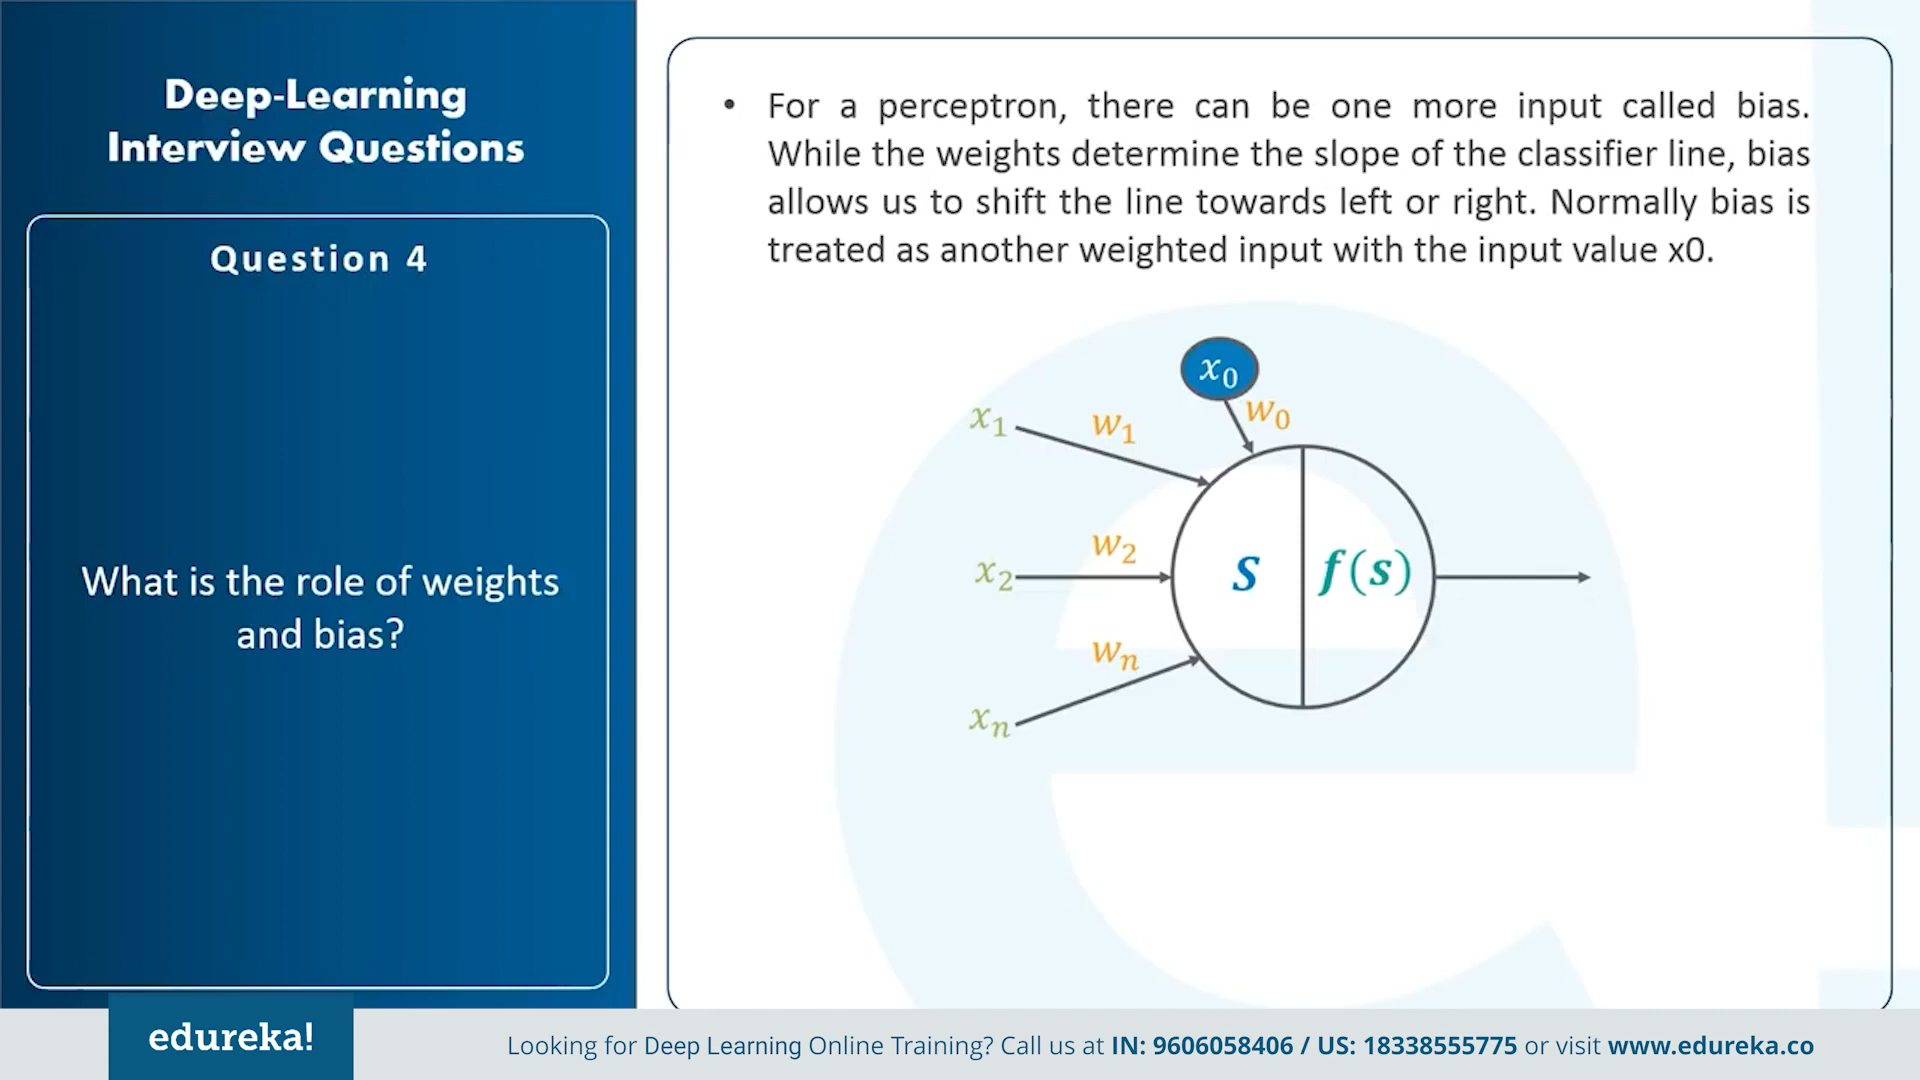 Deep-Learning
Interview Questions
Question 4
What is the role of weights
and bias?
• For a perceptron, there can be one more input called bias.
While the weights determine the slope of the classifier line, bias
allows us to shift the line towards left or right. Normally bias is
treated as another weighted input with the input value x0.
x₀
w₀
x₁
w₁
x₂
w₂
xₙ
wₙ
S
f(s)
edureka!
Looking for Deep Learning Online Training? Call us at IN: 9606058406 / US: 18338555775 or visit www.edureka.co